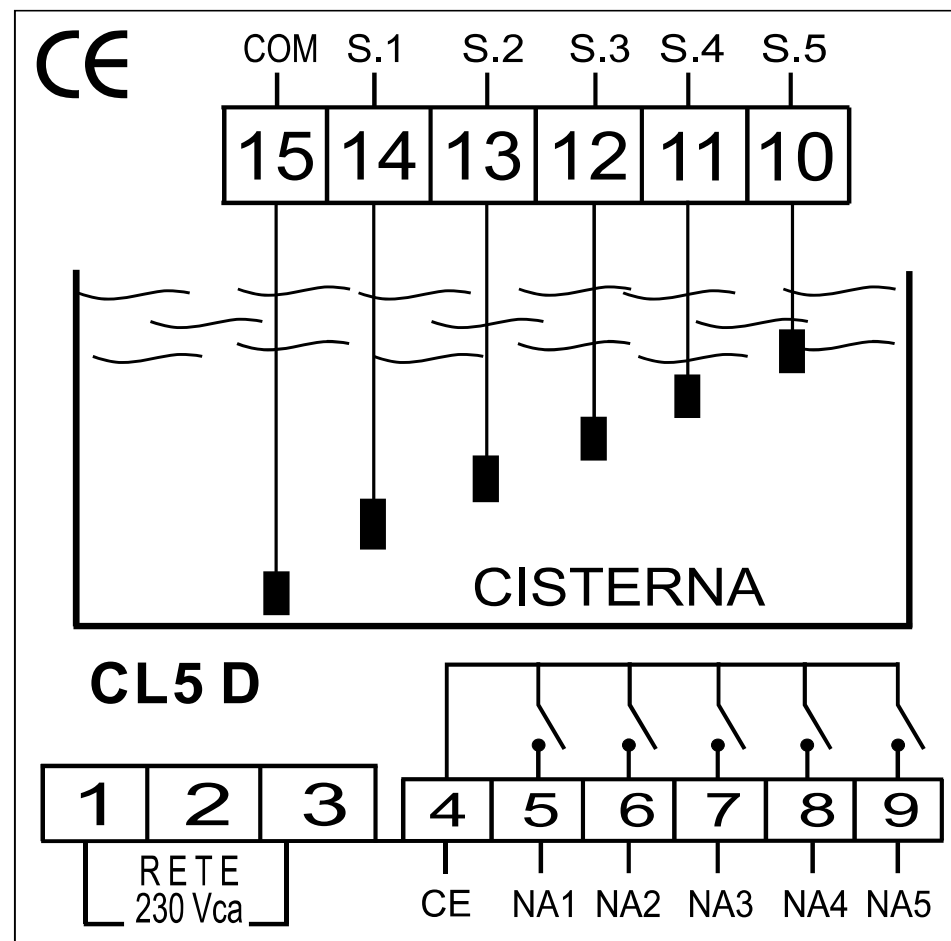 CE
COM S.1 S.2 S.3 S.4 S.5
15 14 13 12 11 10
CISTERNA
CL5 D
1 2 3 4 5 6 7 8 9
RETE
230 Vca
CE NA1 NA2 NA3 NA4 NA5